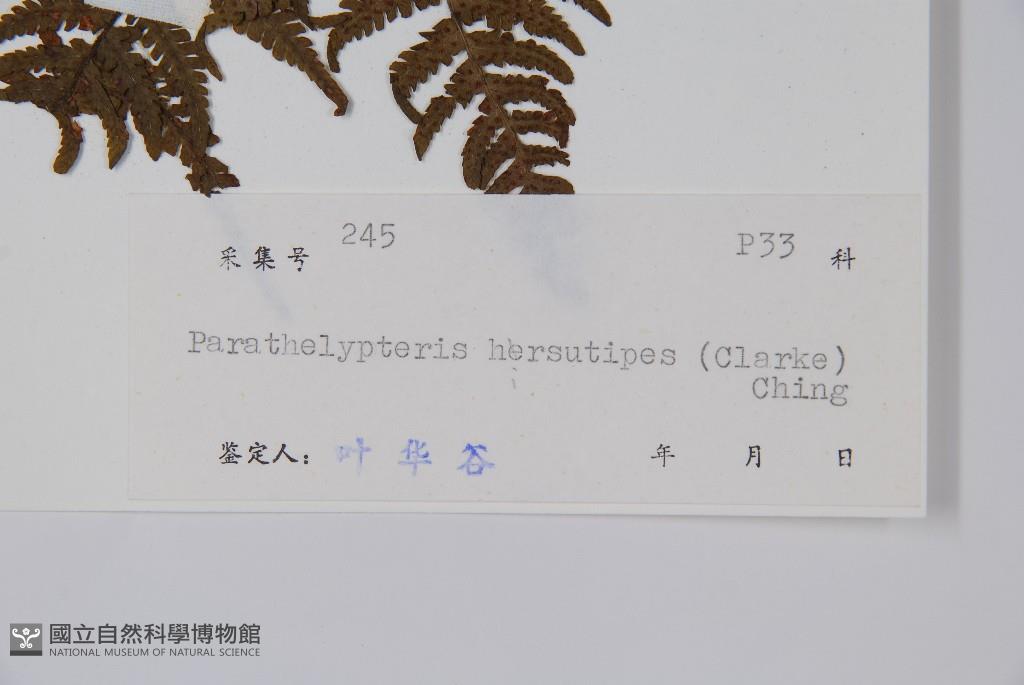 采集号 245 P33 科
Parathelypteris hersutipes (Clarke)
i
Ching
鉴定人: 叶华谷 年 月 日
國立自然科學博物館
NATIONAL MUSEUM OF NATURAL SCIENCE